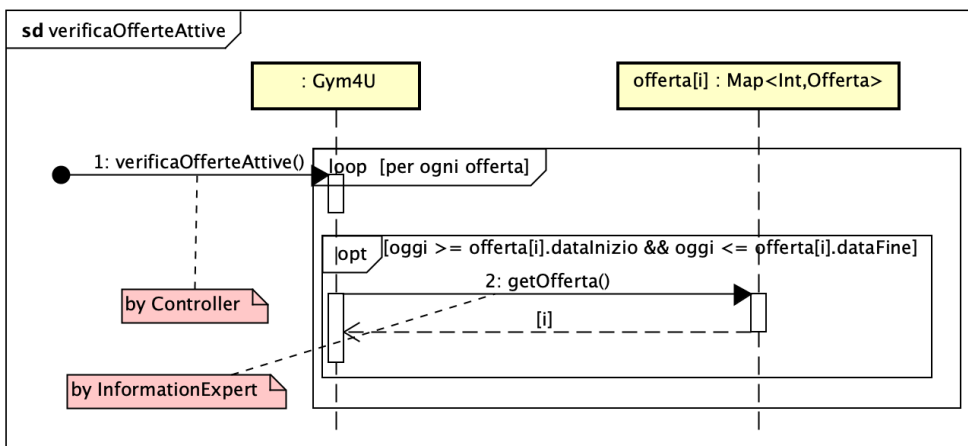 sd verificaOfferteAttive
: Gym4U
offerta[i] : Map<Int,Offerta>
1: verificaOfferteAttive()
loop [per ogni offerta]
opt [oggi >= offerta[i].dataInizio && oggi <= offerta[i].dataFine]
2: getOfferta()
by Controller
[i]
by InformationExpert